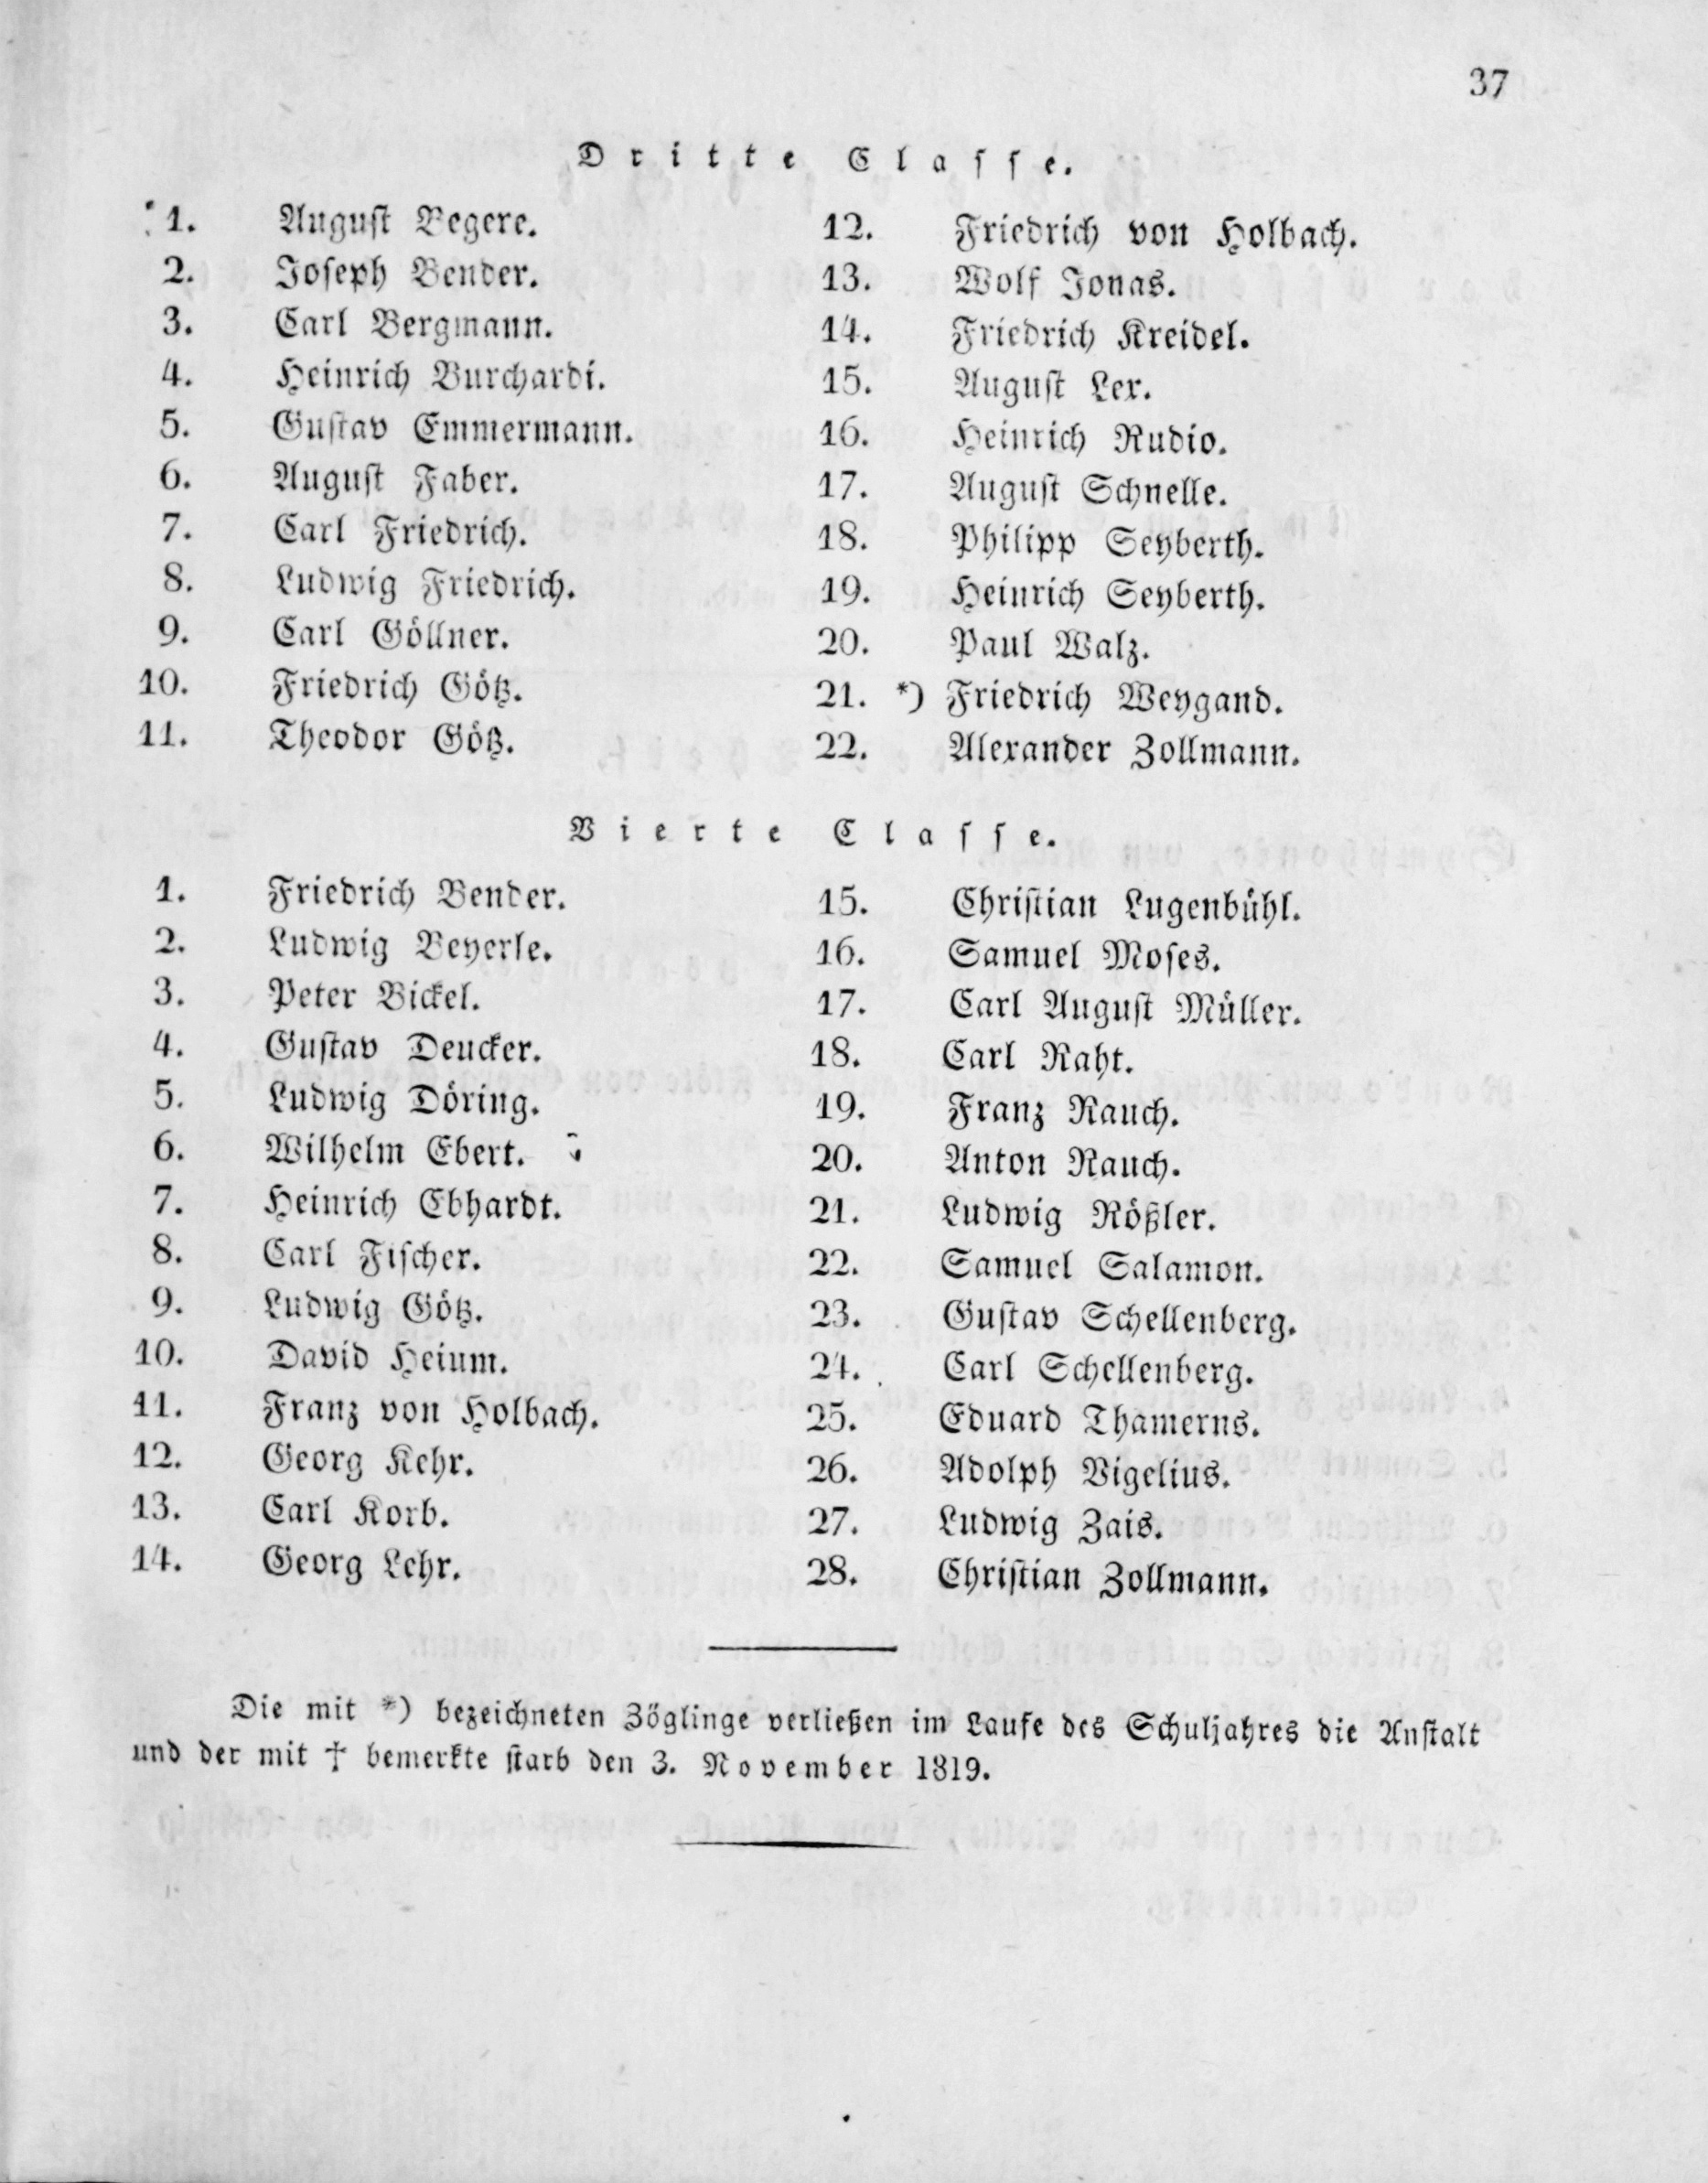 37
Dritte Classe.
1. August Begere.
2. Joseph Bender.
3. Carl Bergmann.
4. Heinrich Burchardi.
5. Gustav Emmermann.
6. August Faber.
7. Carl Friedrich.
8. Ludwig Friedrich.
9. Carl Göllner.
10. Friedrich Götz.
11. Theodor Götz.
12. Friedrich von Holbach.
13. Wolf Jonas.
14. Friedrich Kreidel.
15. August Lex.
16. Heinrich Rudio.
17. August Schnelle.
18. Philipp Seyberth.
19. Heinrich Seyberth.
20. Paul Walz.
21. *) Friedrich Weygand.
22. Alexander Zollmann.
Vierte Classe.
1. Friedrich Bender.
2. Ludwig Beyerle.
3. Peter Bickel.
4. Gustav Deucker.
5. Ludwig Döring.
6. Wilhelm Ebert.
7. Heinrich Ebhardt.
8. Carl Fischer.
9. Ludwig Götz.
10. David Heium.
11. Franz von Holbach.
12. Georg Kehr.
13. Carl Korb.
14. Georg Lehr.
15. Christian Lugenbühl.
16. Samuel Moses.
17. Carl August Müller.
18. Carl Raht.
19. Franz Rauch.
20. Anton Rauch.
21. Ludwig Rößler.
22. Samuel Salamon.
23. Gustav Schellenberg.
24. Carl Schellenberg.
25. Eduard Thamerus.
26. Adolph Vigelius.
27. Ludwig Zais.
28. Christian Zollmann.
Die mit *) bezeichneten Zöglinge verließen im Laufe des Schuljahres die Anstalt
und der mit † bemerkte starb den 3. November 1819.